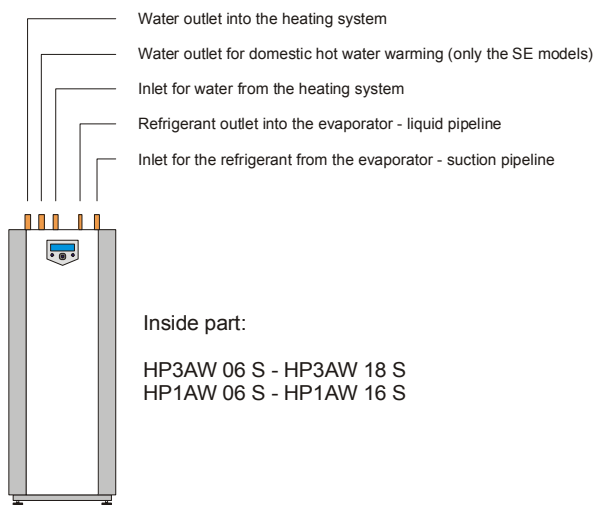 Water outlet into the heating system
Water outlet for domestic hot water warming (only the SE models)
Inlet for water from the heating system
Refrigerant outlet into the evaporator - liquid pipeline
Inlet for the refrigerant from the evaporator - suction pipeline
Inside part:
HP3AW 06 S - HP3AW 18 S
HP1AW 06 S - HP1AW 16 S